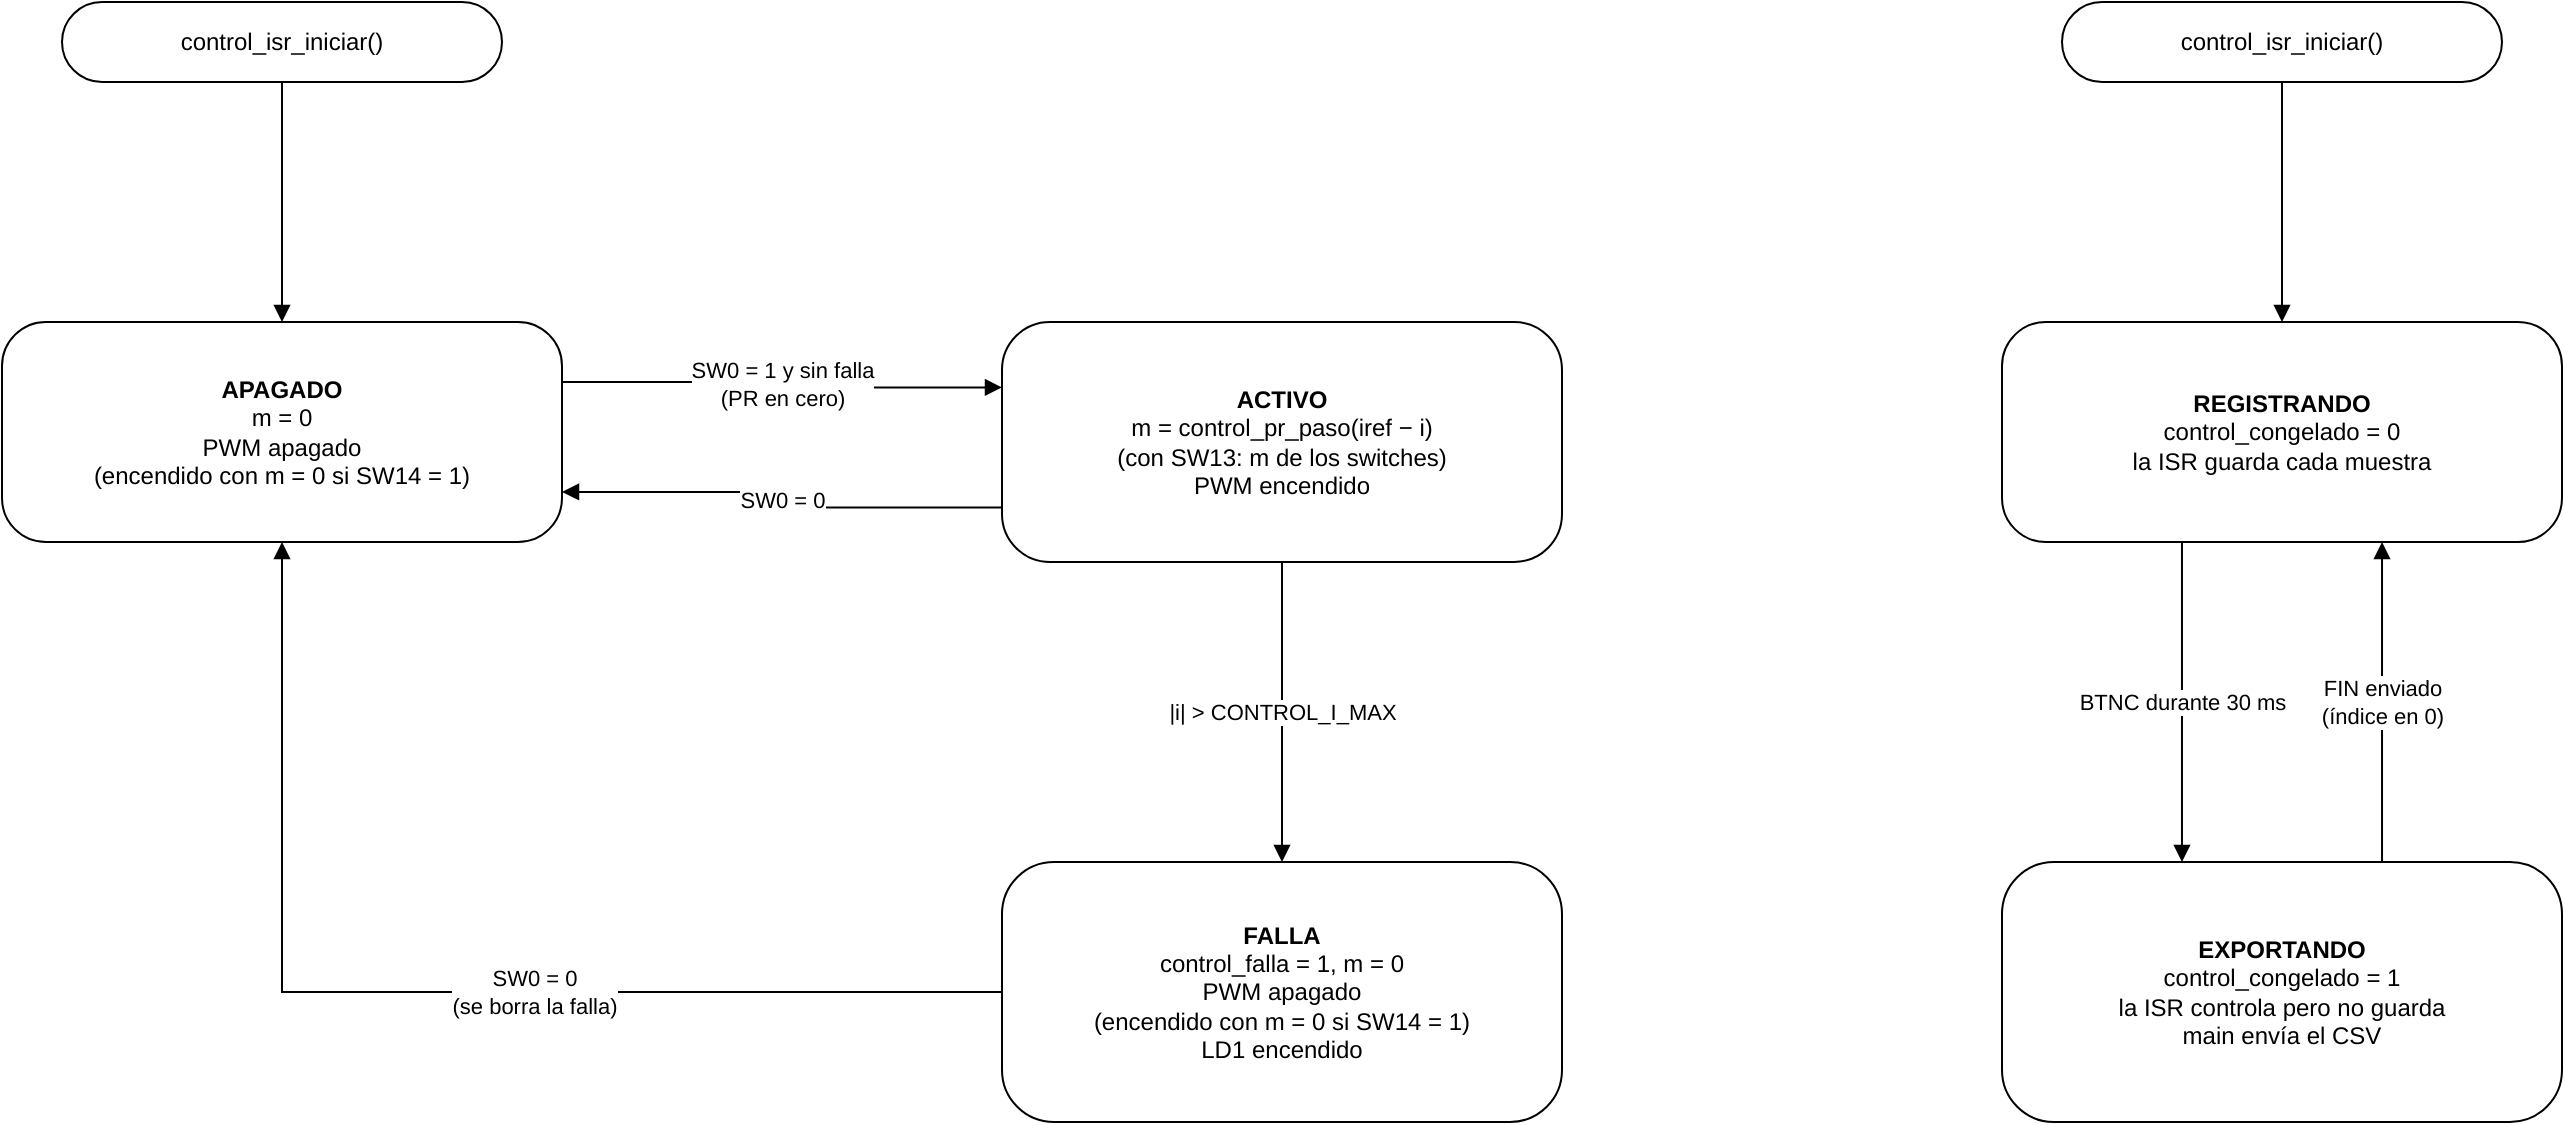 control_isr_iniciar()
control_isr_iniciar()
APAGADO
m = 0
PWM apagado
(encendido con m = 0 si SW14 = 1)
SW0 = 1 y sin falla
(PR en cero)
SW0 = 0
ACTIVO
m = control_pr_paso(iref − i)
(con SW13: m de los switches)
PWM encendido
REGISTRANDO
control_congelado = 0
la ISR guarda cada muestra
|i| > CONTROL_I_MAX
BTNC durante 30 ms
FIN enviado
(índice en 0)
SW0 = 0
(se borra la falla)
FALLA
control_falla = 1, m = 0
PWM apagado
(encendido con m = 0 si SW14 = 1)
LD1 encendido
EXPORTANDO
control_congelado = 1
la ISR controla pero no guarda
main envía el CSV